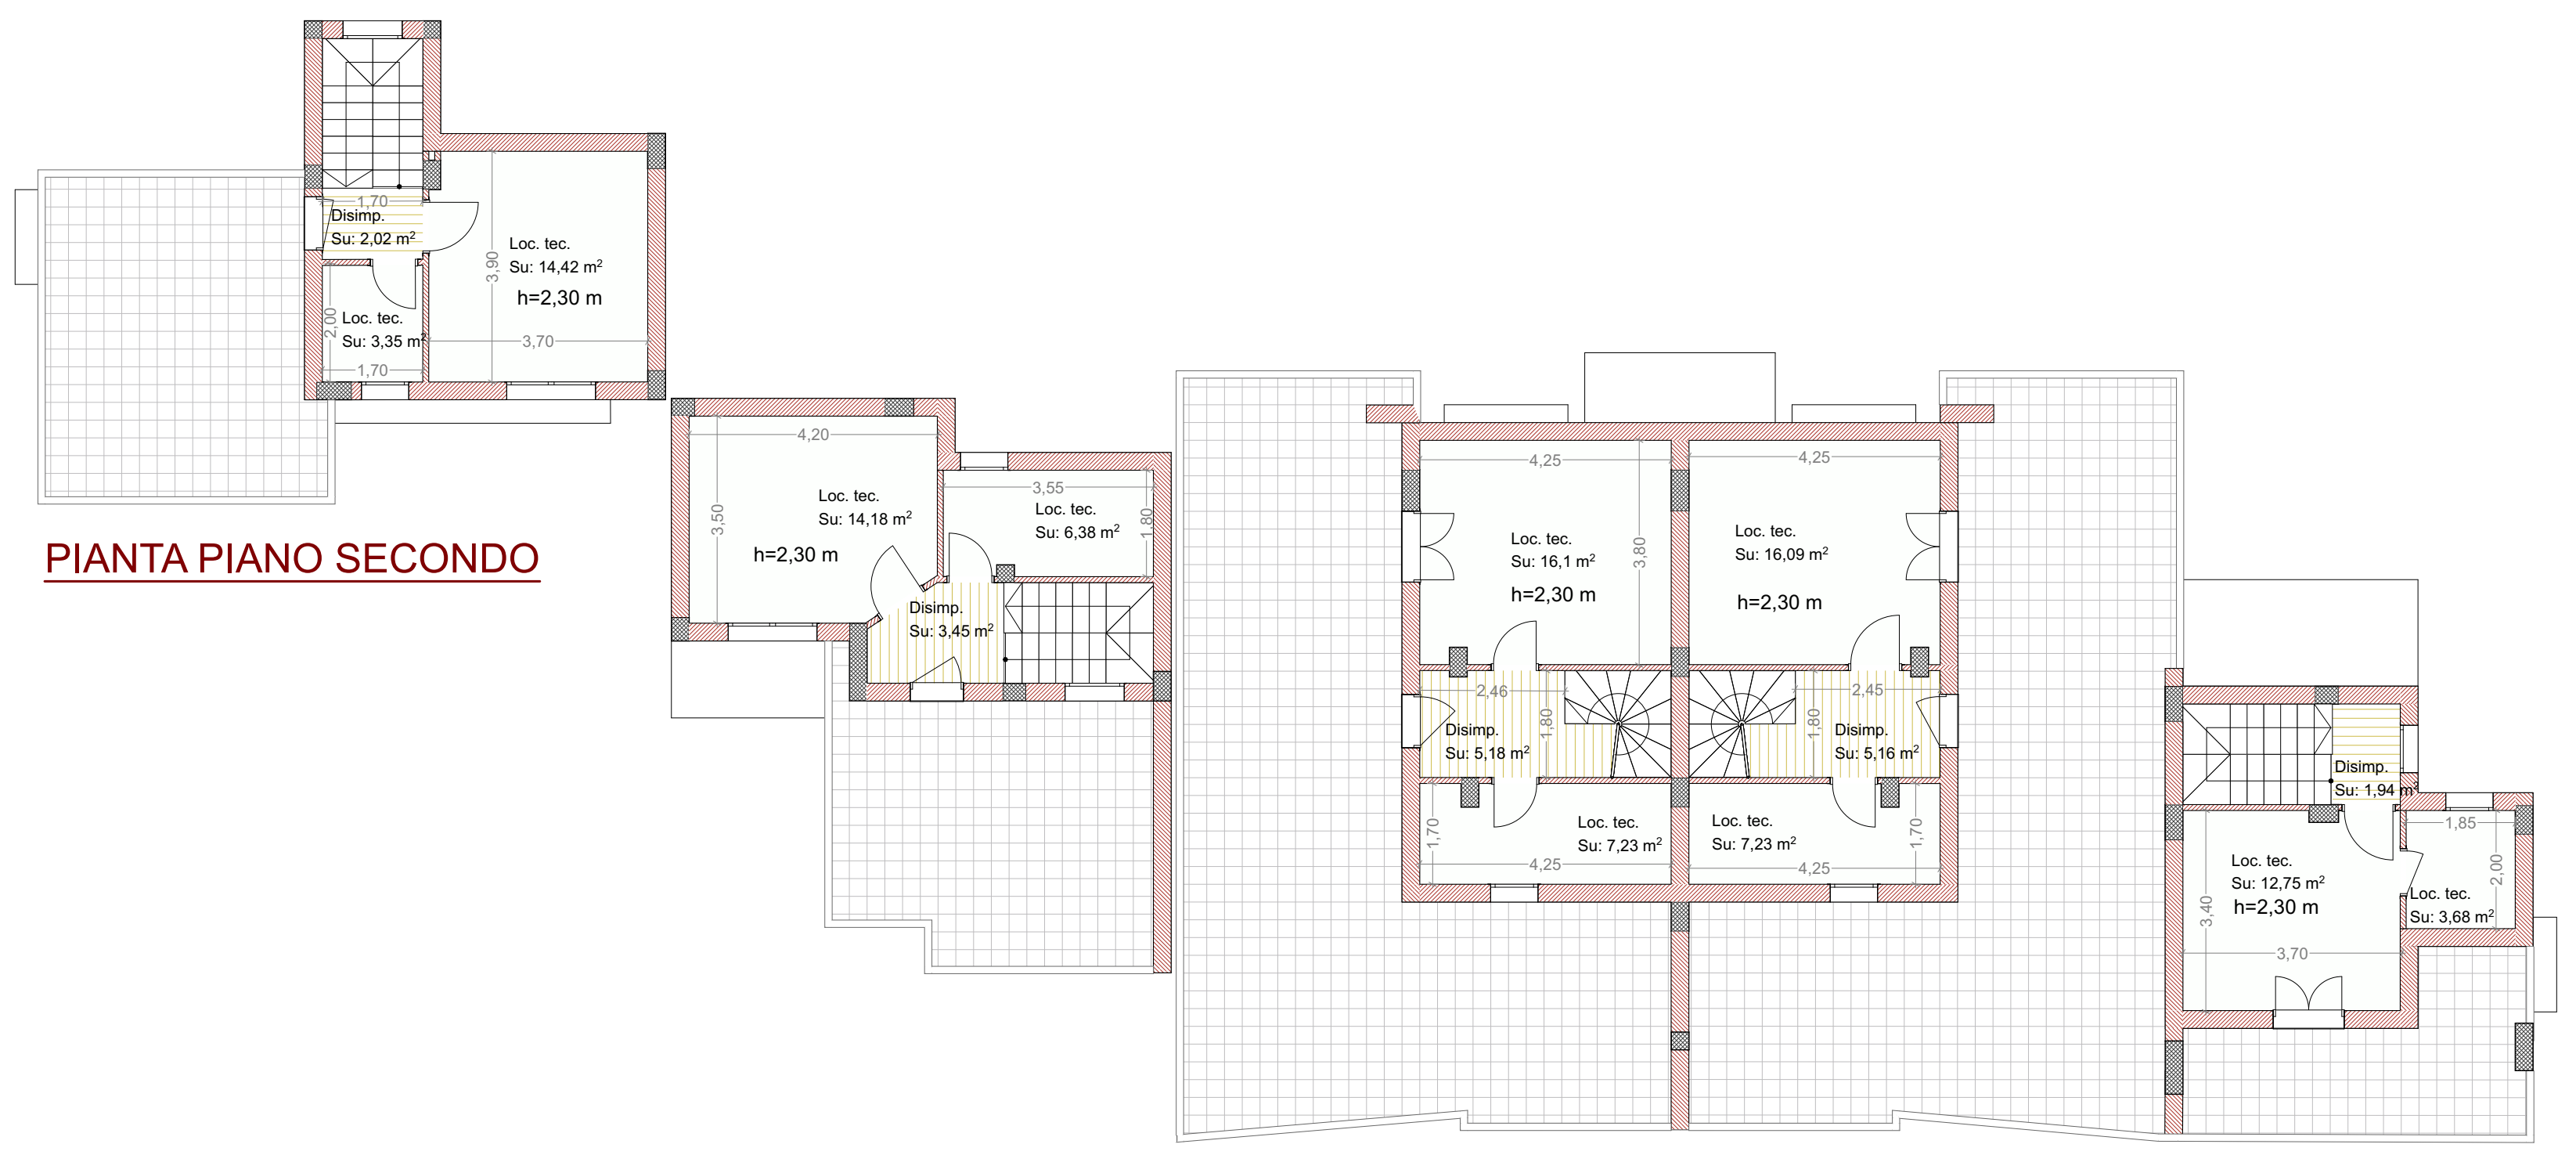 1,70
Disimp.
Su: 2,02 m²
Loc. tec.
Su: 14,42 m²
h=2,30 m
3,90
3,70
2,00
Loc. tec.
Su: 3,35 m²
1,70
PIANTA PIANO SECONDO
4,20
3,50
Loc. tec.
Su: 14,18 m²
h=2,30 m
3,55
Loc. tec.
Su: 6,38 m²
1,80
Disimp.
Su: 3,45 m²
4,25
Loc. tec.
Su: 16,1 m²
h=2,30 m
3,80
4,25
Loc. tec.
Su: 16,09 m²
h=2,30 m
2,46
1,80
Disimp.
Su: 5,18 m²
2,45
1,80
Disimp.
Su: 5,16 m²
1,70
Loc. tec.
Su: 7,23 m²
4,25
Loc. tec.
Su: 7,23 m²
1,70
4,25
Disimp.
Su: 1,94 m²
1,85
2,00
Loc. tec.
Su: 12,75 m²
h=2,30 m
3,40
3,70
Loc. tec.
Su: 3,68 m²